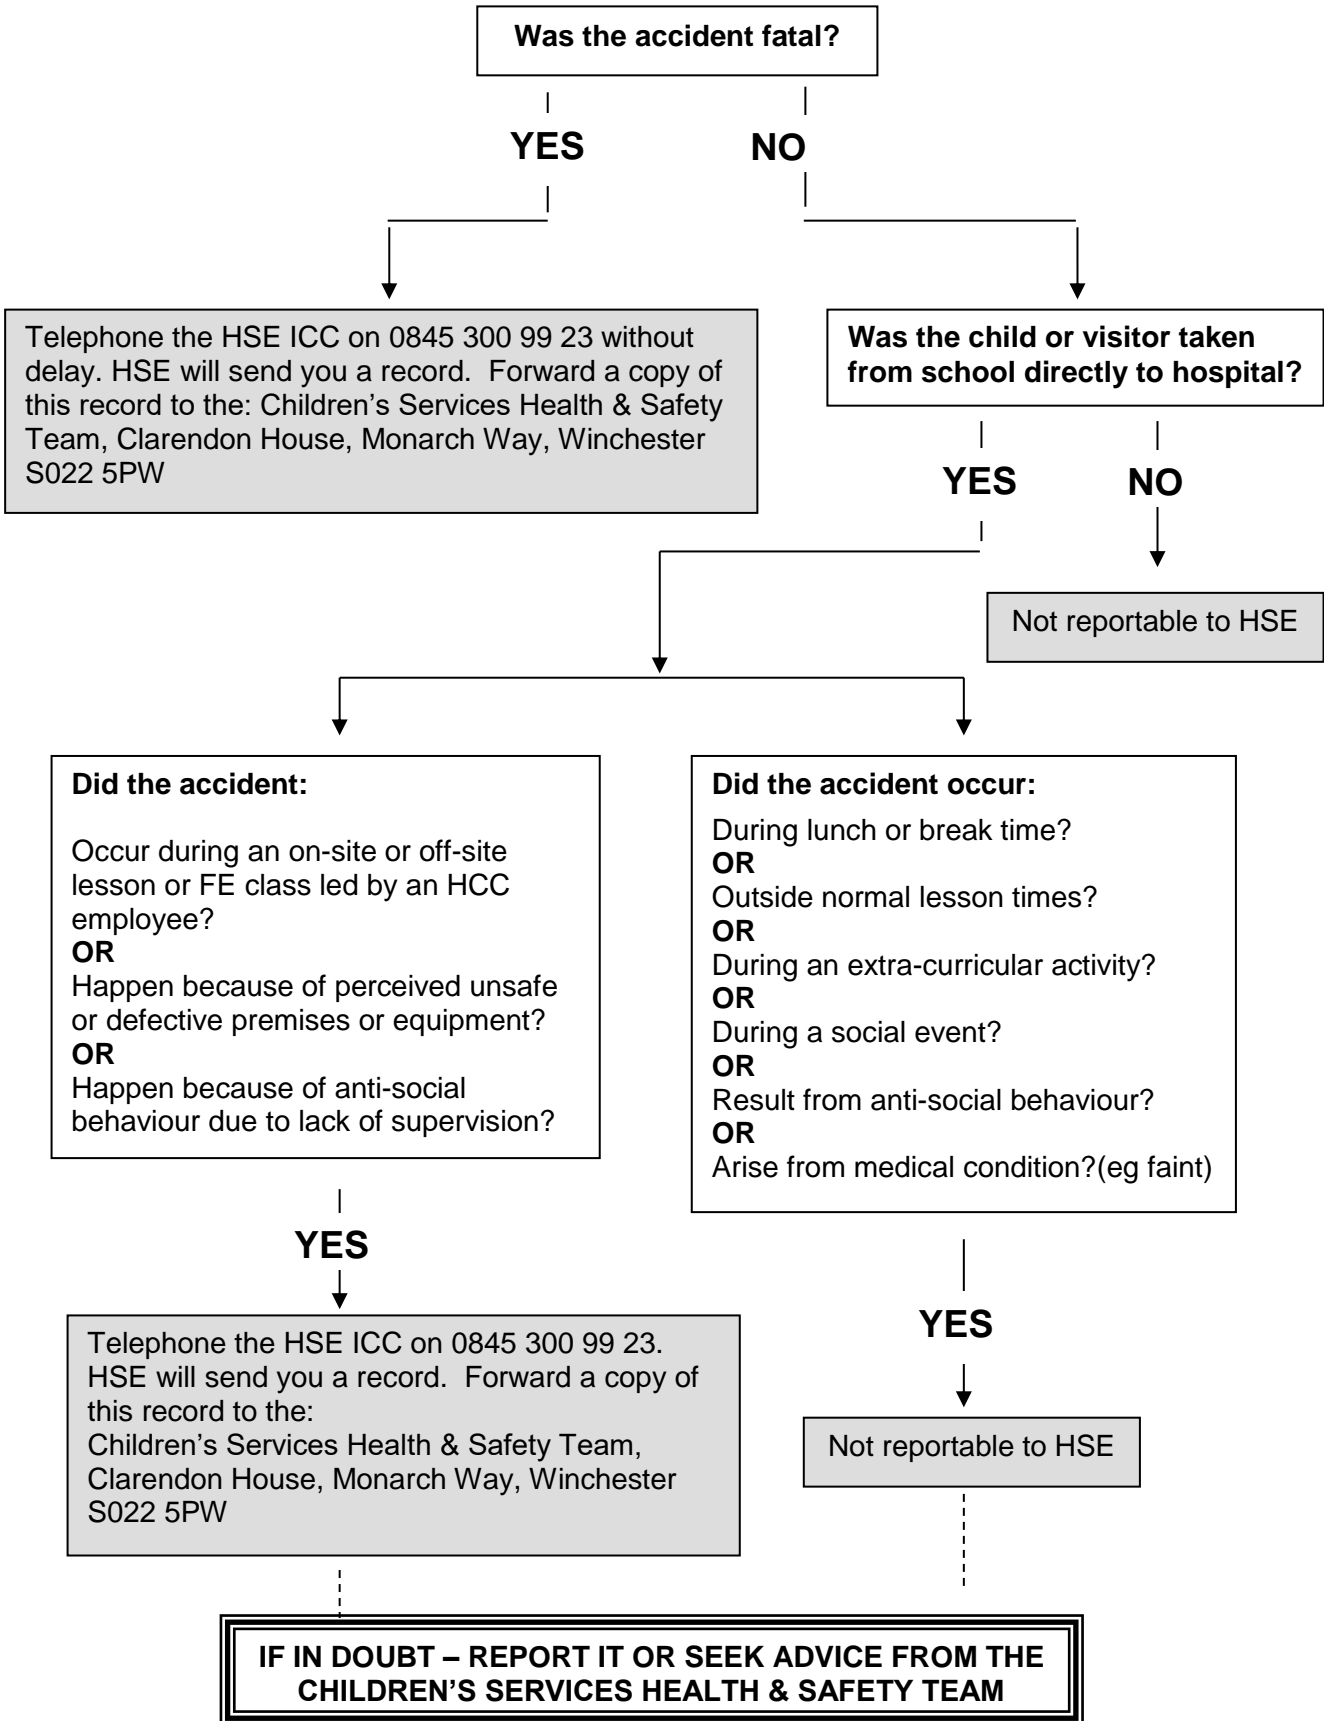 Was the accident fatal?
YES
NO
Telephone the HSE ICC on 0845 300 99 23 without
delay. HSE will send you a record.  Forward a copy of
this record to the: Children’s Services Health & Safety
Team, Clarendon House, Monarch Way, Winchester
S022 5PW
Was the child or visitor taken
from school directly to hospital?
YES
NO
Not reportable to HSE
Did the accident:
Occur during an on-site or off-site
lesson or FE class led by an HCC
employee?
OR
Happen because of perceived unsafe
or defective premises or equipment?
OR
Happen because of anti-social
behaviour due to lack of supervision?
Did the accident occur:
During lunch or break time?
OR
Outside normal lesson times?
OR
During an extra-curricular activity?
OR
During a social event?
OR
Result from anti-social behaviour?
OR
Arise from medical condition?(eg faint)
YES
Telephone the HSE ICC on 0845 300 99 23.
HSE will send you a record.  Forward a copy of
this record to the:
Children’s Services Health & Safety Team,
Clarendon House, Monarch Way, Winchester
S022 5PW
YES
Not reportable to HSE
IF IN DOUBT – REPORT IT OR SEEK ADVICE FROM THE
CHILDREN’S SERVICES HEALTH & SAFETY TEAM